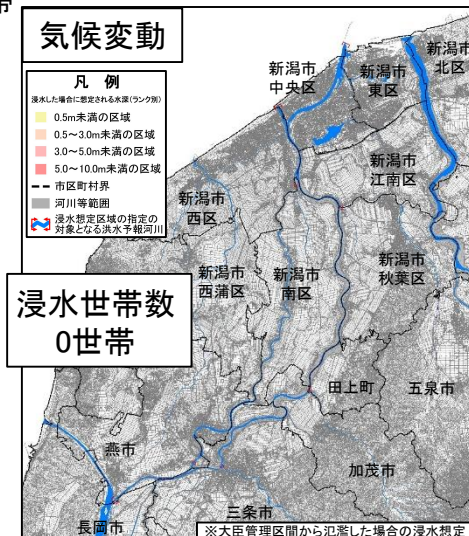 気候変動
凡 例
浸水した場合に想定される水深(ランク別)
0.5m未満の区域
0.5～3.0m未満の区域
3.0～5.0m未満の区域
5.0～10.0m未満の区域
市区町村界
河川等範囲
浸水想定区域の指定の
対象となる洪水予報河川
浸水世帯数
0世帯
新潟市
中央区
新潟市
東区
新潟市
北区
新潟市
江南区
新潟市
西区
新潟市
西蒲区
新潟市
南区
新潟市
秋葉区
田上町
五泉市
燕市
加茂市
三条市
長岡市
※大臣管理区間から氾濫した場合の浸水想定